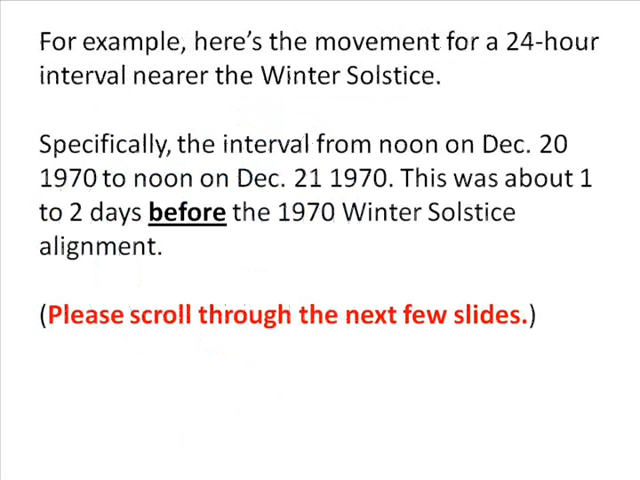 For example, here’s the movement for a 24-hour
interval nearer the Winter Solstice.
Specifically, the interval from noon on Dec. 20
1970 to noon on Dec. 21 1970. This was about 1
to 2 days before the 1970 Winter Solstice
alignment.
(Please scroll through the next few slides.)